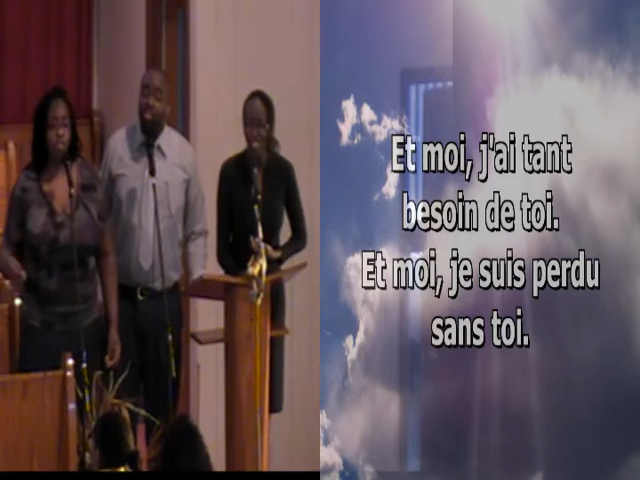 Et moi, j'ai tant
besoin de toi.
Et moi, je suis perdu
sans toi.